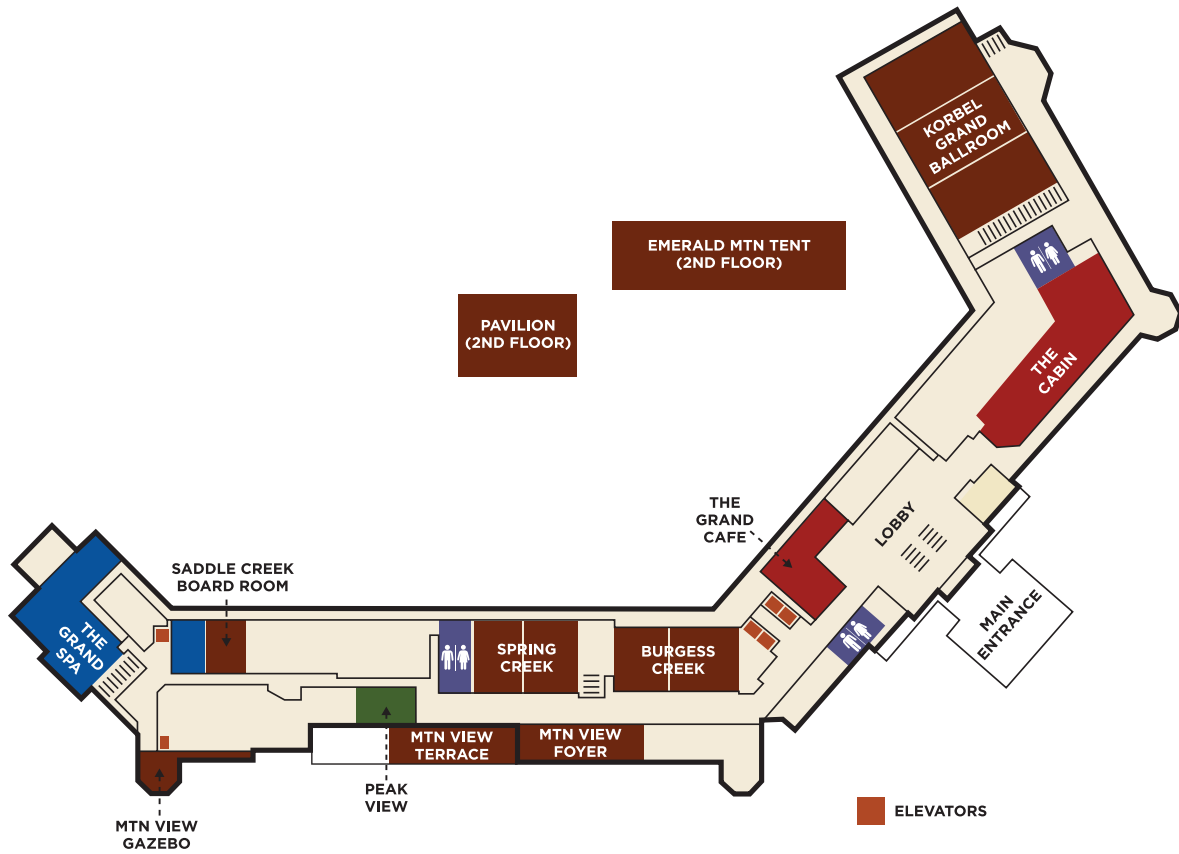 KORBEL
GRAND
BALLROOM
EMERALD MTN TENT
(2ND FLOOR)
PAVILION
(2ND FLOOR)
THE
CABIN
THE
GRAND
CAFE
LOBBY
MAIN
ENTRANCE
SADDLE CREEK
BOARD ROOM
THE
GRAND
SPA
SPRING
CREEK
BURGESS
CREEK
MTN VIEW
TERRACE
MTN VIEW
FOYER
PEAK
VIEW
MTN VIEW
GAZEBO
ELEVATORS